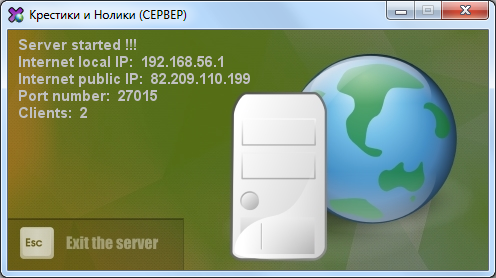 Крестики и Нолики (СЕРВЕР)
Server started !!!
Internet local IP: 192.168.56.1
Internet public IP: 82.209.110.199
Port number: 27015
Clients: 2
Esc Exit the server